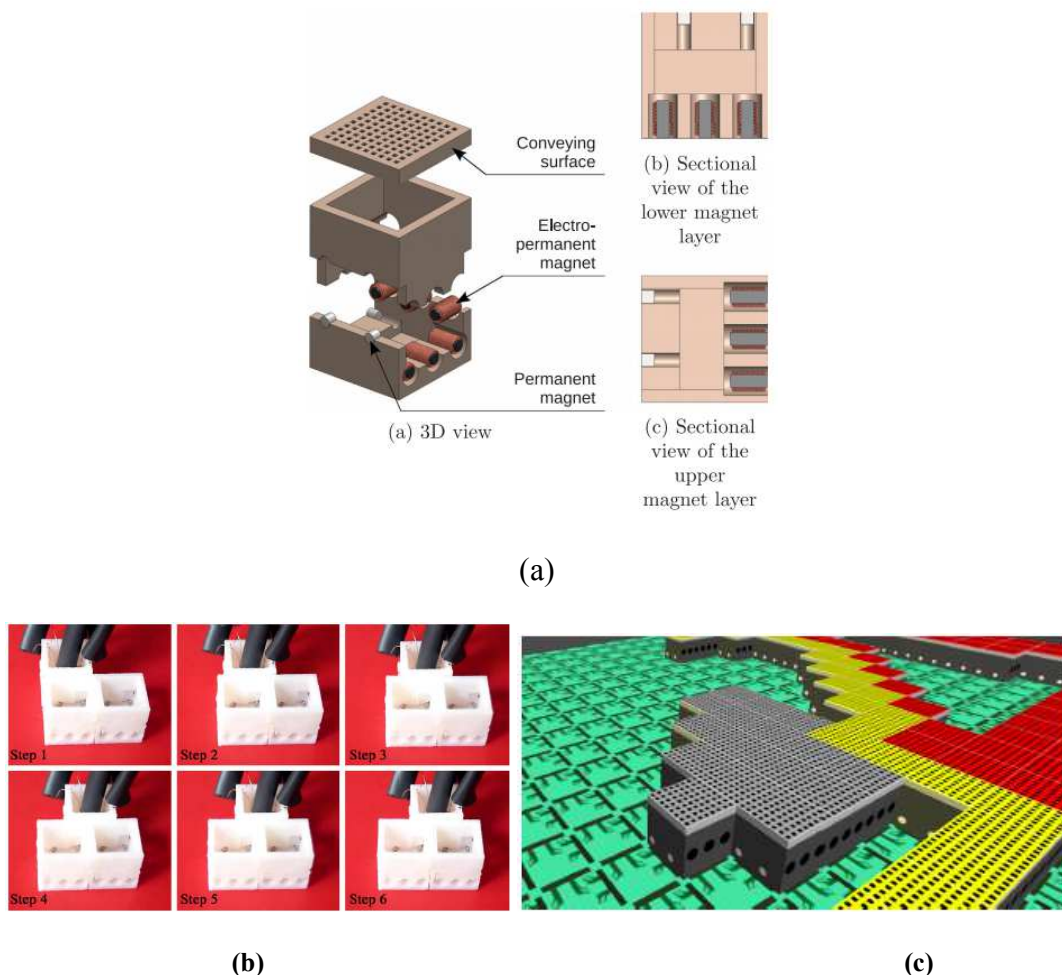 Conveying
surface
Electro-
permanent
magnet
Permanent
magnet
(a) 3D view
(b) Sectional
view of the
lower magnet
layer
(c) Sectional
view of the
upper
magnet layer
(a)
Step 1
Step 2
Step 3
Step 4
Step 5
Step 6
(b)
(c)